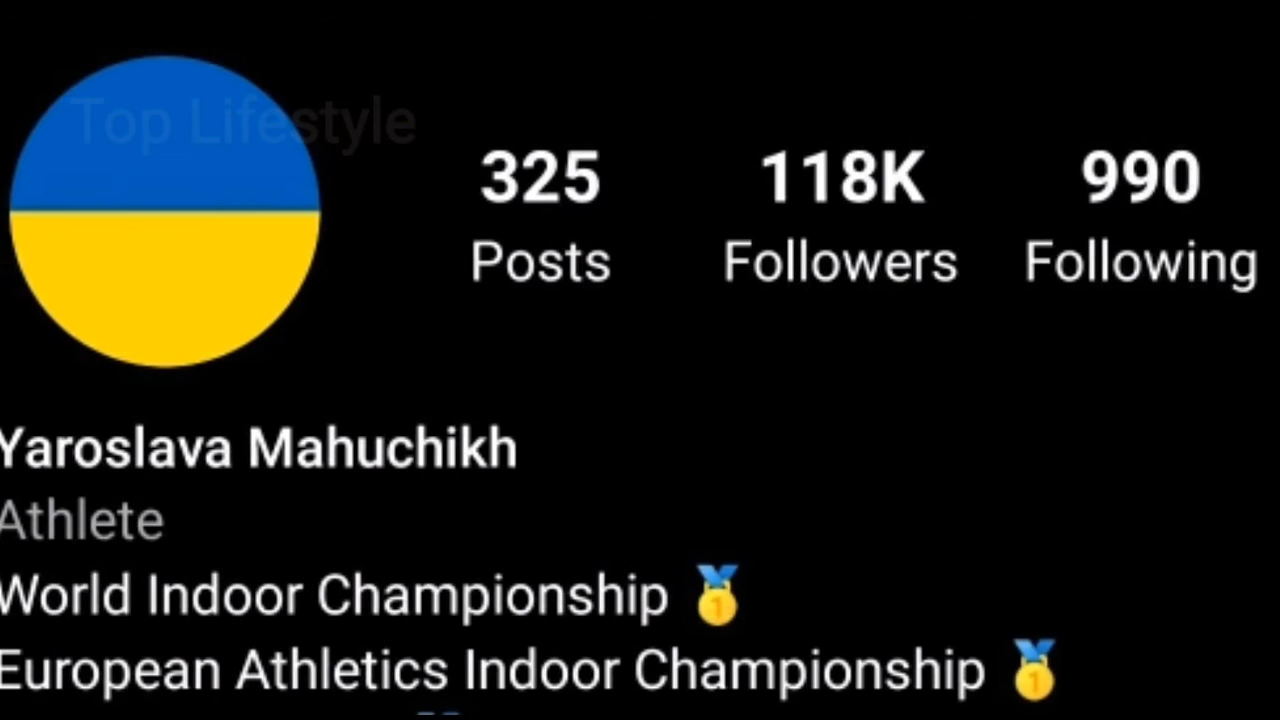 Top Lifestyle
325 118K 990
Posts Followers Following
Yaroslava Mahuchikh
Athlete
World Indoor Championship 🥇
European Athletics Indoor Championship 🥇